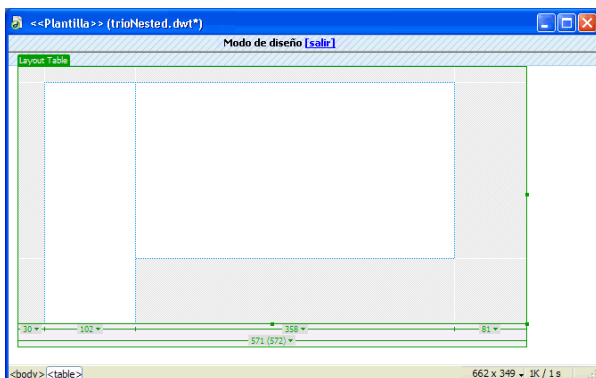 <<Plantilla>> (trioNested.dwt*)
Modo de diseño [salir]
Layout Table
30 102 358 81
571 (572)
<body> <table> 662 x 349 1K / 1 s